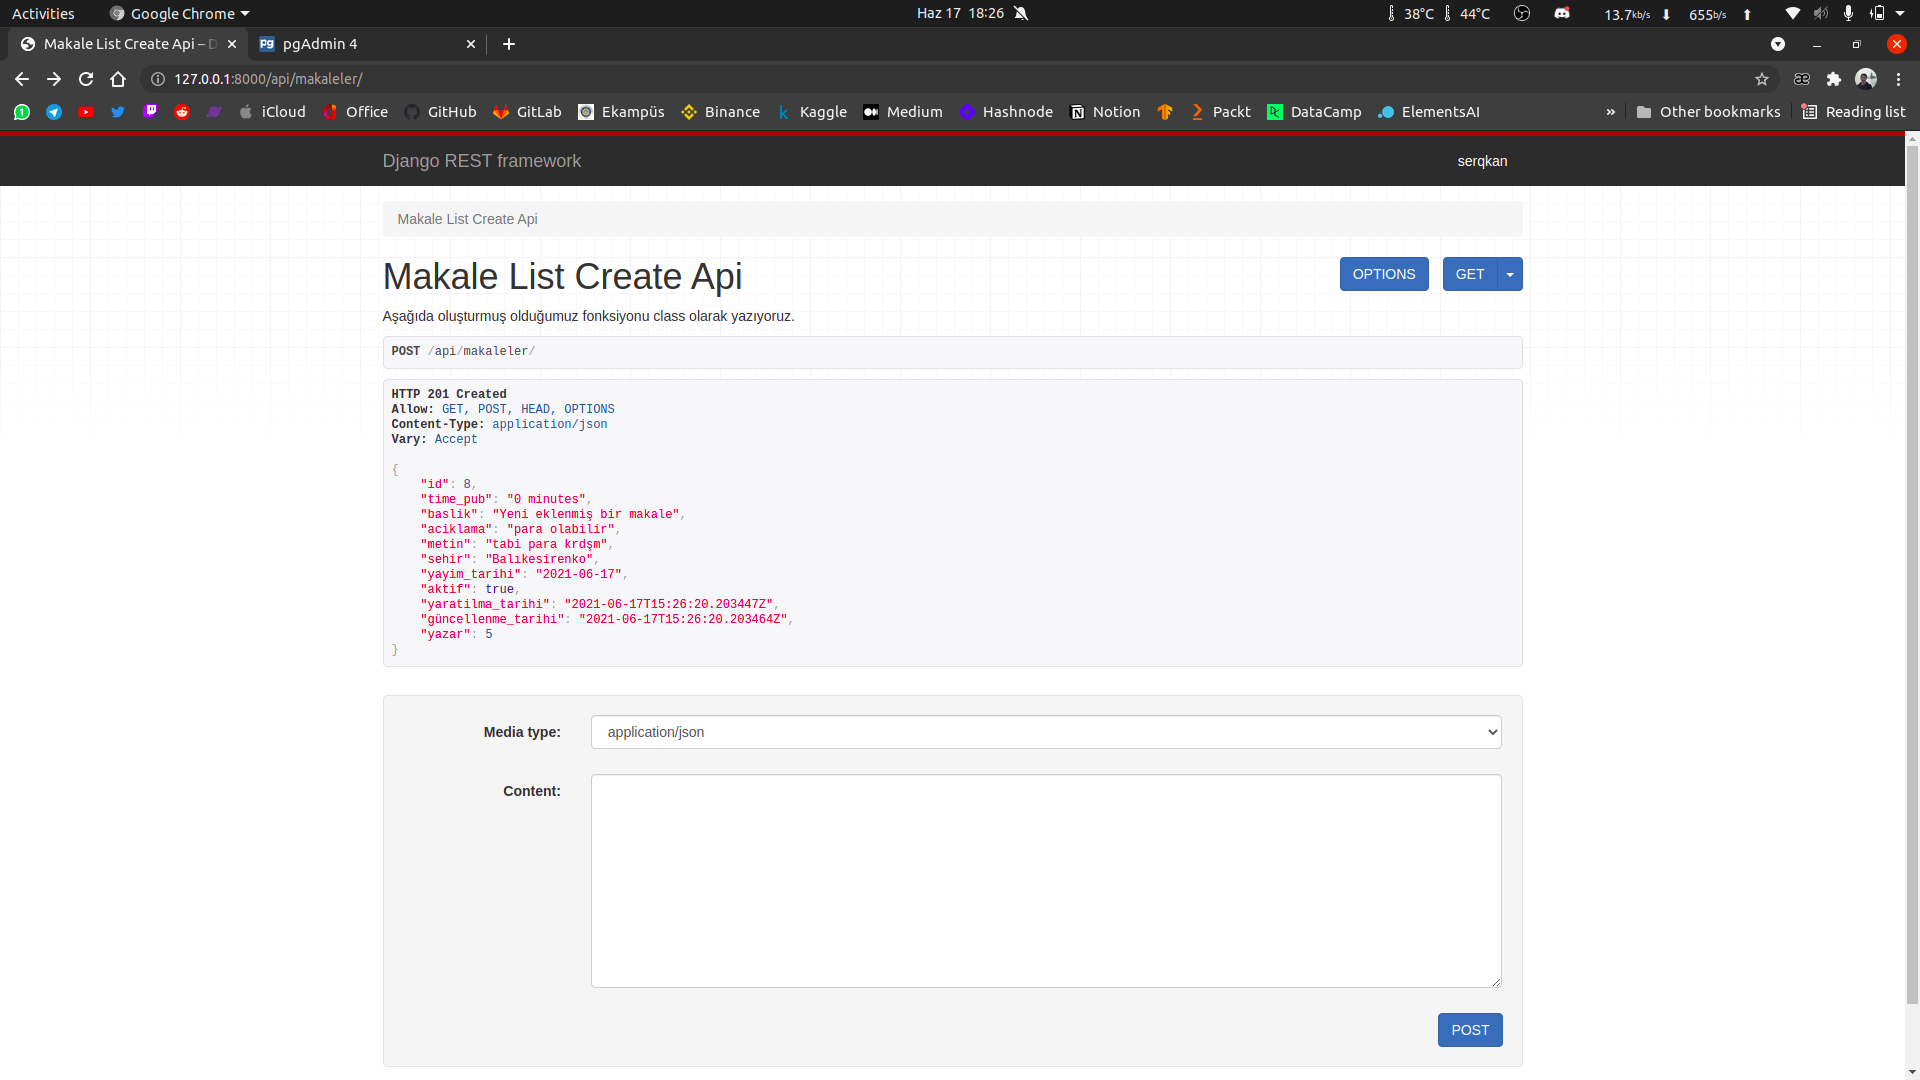 Activities Google Chrome Haz 17 18:26 38°C 44°C 13.7kb/s 655b/s
Makale List Create Api – D pgAdmin 4
127.0.0.1:8000/api/makaleler/
iCloud Office GitHub GitLab Ekampüs Binance Kaggle Medium Hashnode Notion Packt DataCamp ElementsAI » Other bookmarks Reading list
Django REST framework serqkan
Makale List Create Api
Makale List Create Api OPTIONS GET
Aşağıda oluşturmuş olduğumuz fonksiyonu class olarak yazıyoruz.
POST /api/makaleler/
HTTP 201 Created
Allow: GET, POST, HEAD, OPTIONS
Content-Type: application/json
Vary: Accept
{
"id": 8,
"time_pub": "0 minutes",
"baslik": "Yeni eklenmiş bir makale",
"aciklama": "para olabilir",
"metin": "tabi para krdşm",
"sehir": "Balıkesirenko",
"yayim_tarihi": "2021-06-17",
"aktif": true,
"yaratilma_tarihi": "2021-06-17T15:26:20.203447Z",
"güncellenme_tarihi": "2021-06-17T15:26:20.203464Z",
"yazar": 5
}
Media type: application/json
Content:
POST